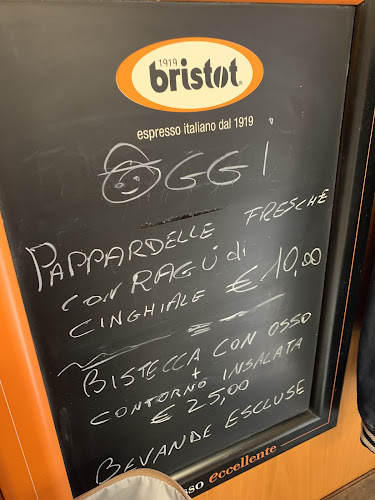 1919
bristot®
espresso italiano dal 1919
OGGI
PAPPARDELLE FRESCHE
CON RAGÚ di
CINGHIALE € 10,00
BISTECCA CON OSSO
+
CONTORNO INSALATA
€ 25,00
BEVANDE ESCLUSE
eccellente